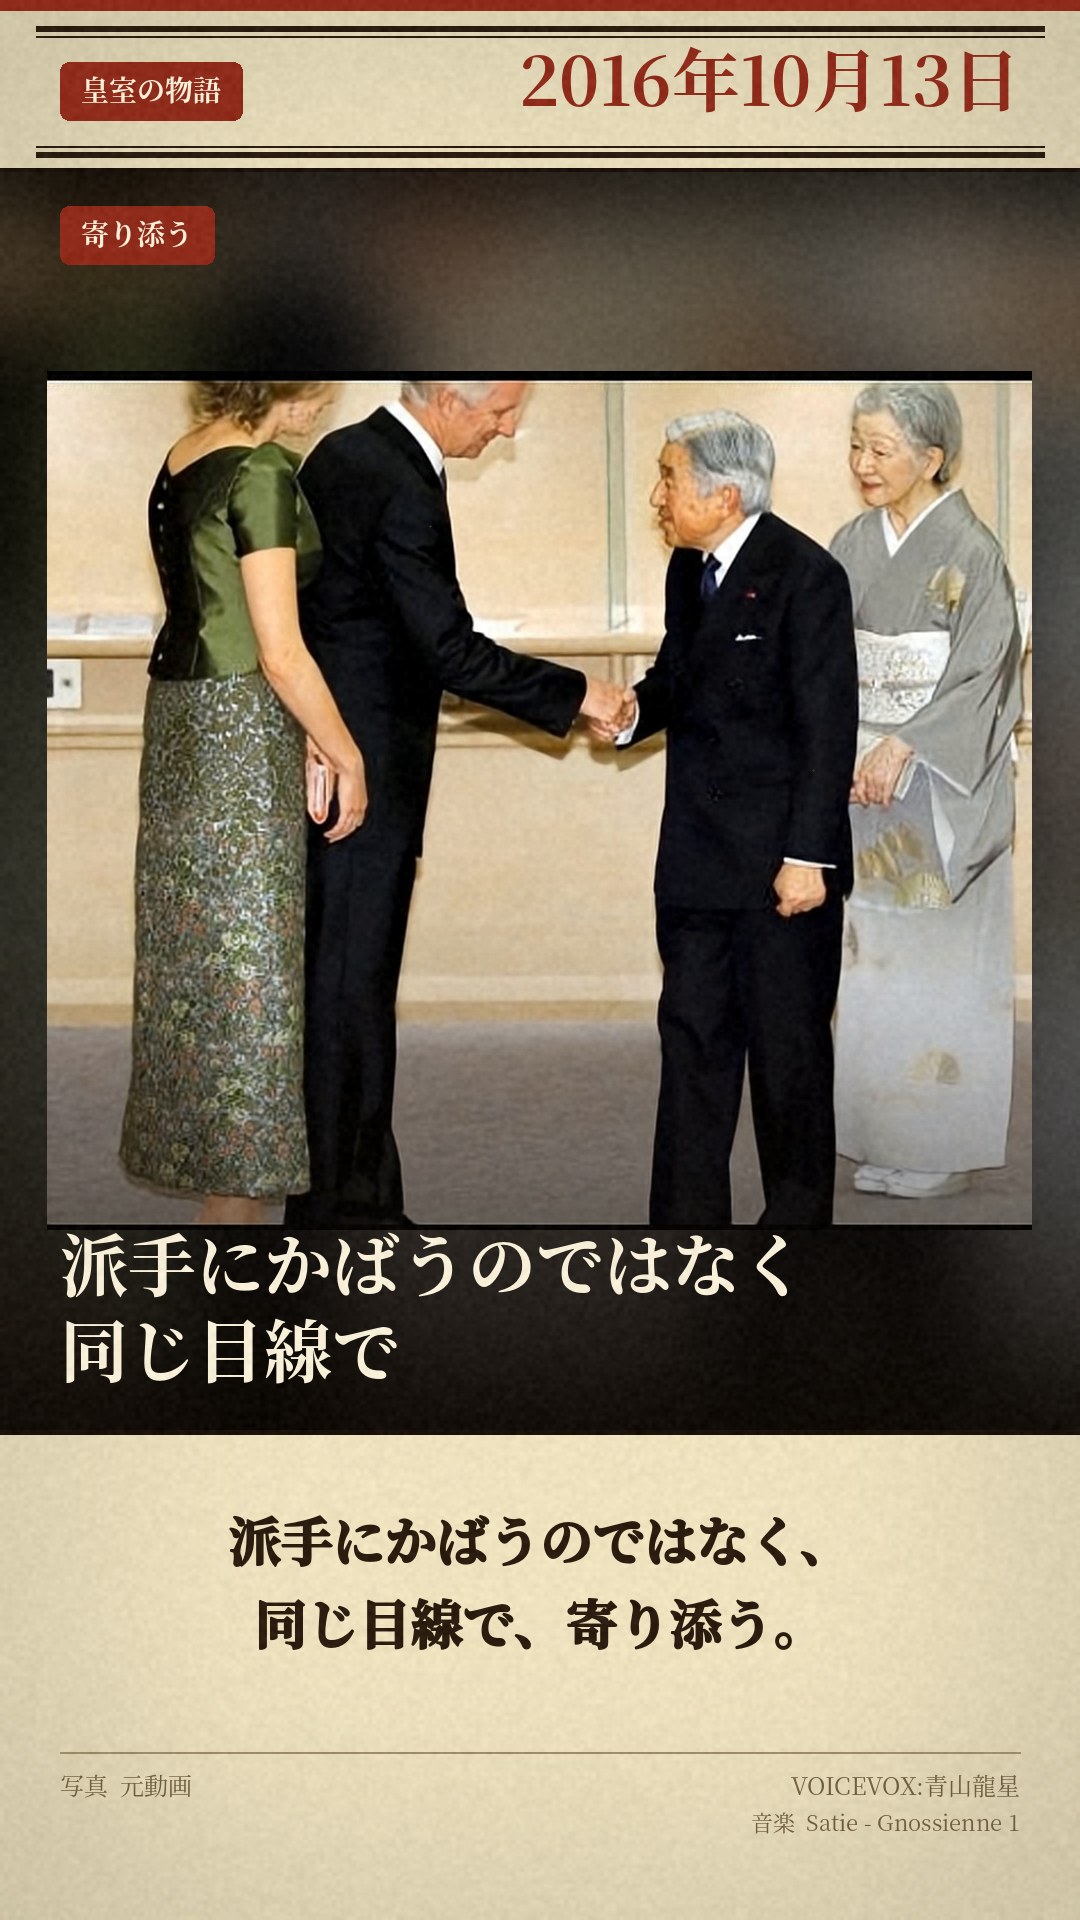 皇室の物語
2016年10月13日
寄り添う
派手にかばうのではなく
同じ目線で
派手にかばうのではなく、
同じ目線で、寄り添う。
写真 元動画
VOICEVOX:青山龍星
音楽 Satie - Gnossienne 1